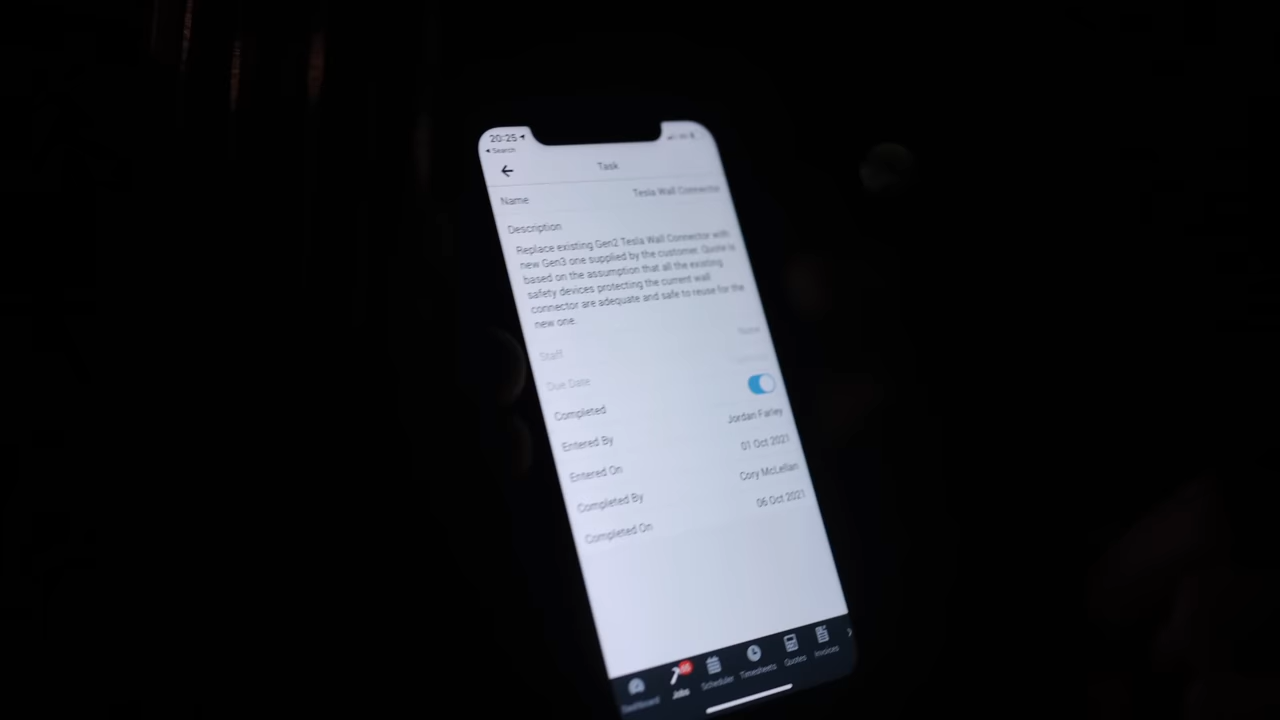 20:25
Search
Task
Name Tesla Wall Connector
Description
Replace existing Gen2 Tesla Wall Connector with
new Gen3 one supplied by the customer. Quote is
based on the assumption that all the existing
safety devices protecting the current wall
connector are adequate and safe to reuse for the
new one.
Staff None
Due Date
Completed
Entered By Jordan Farley
Entered On 01 Oct 2021
Completed By Cory McLellan
Completed On 06 Oct 2021
Dashboard Jobs Scheduler Timesheets Quotes Invoices